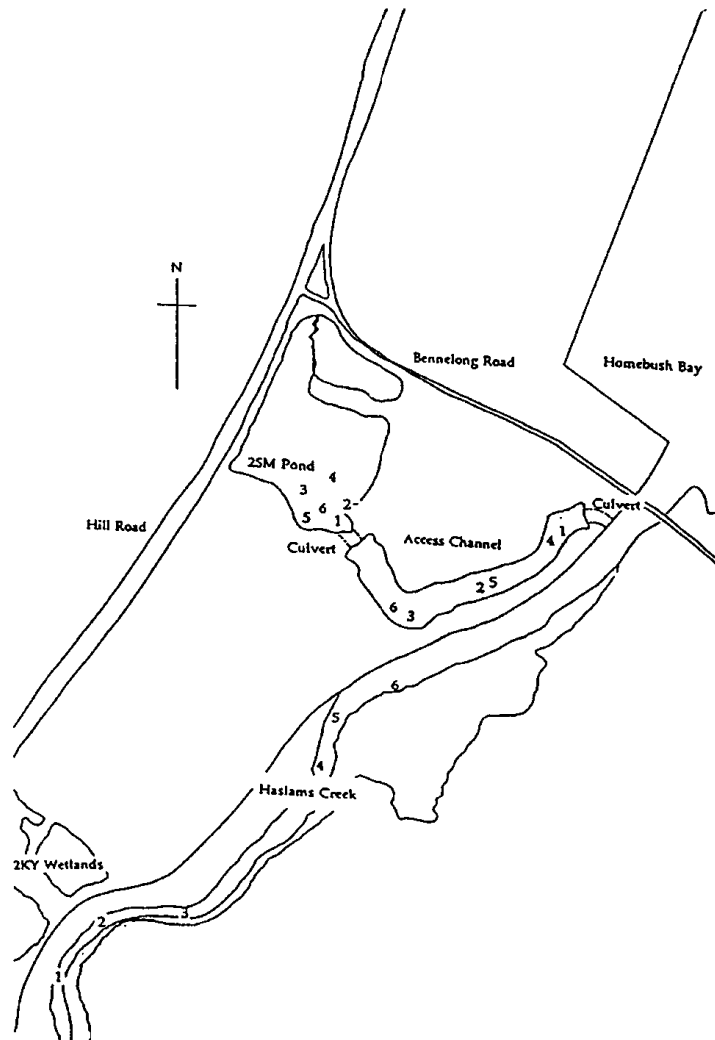 N
Bennelong Road
Homebush Bay
2SM Pond
4
3
6
2
5
1
Culvert
Hill Road
Culvert
Access Channel
1
4
2 5
6
3
6
5
4
Haslams Creek
2KY Wetlands
3
2
1